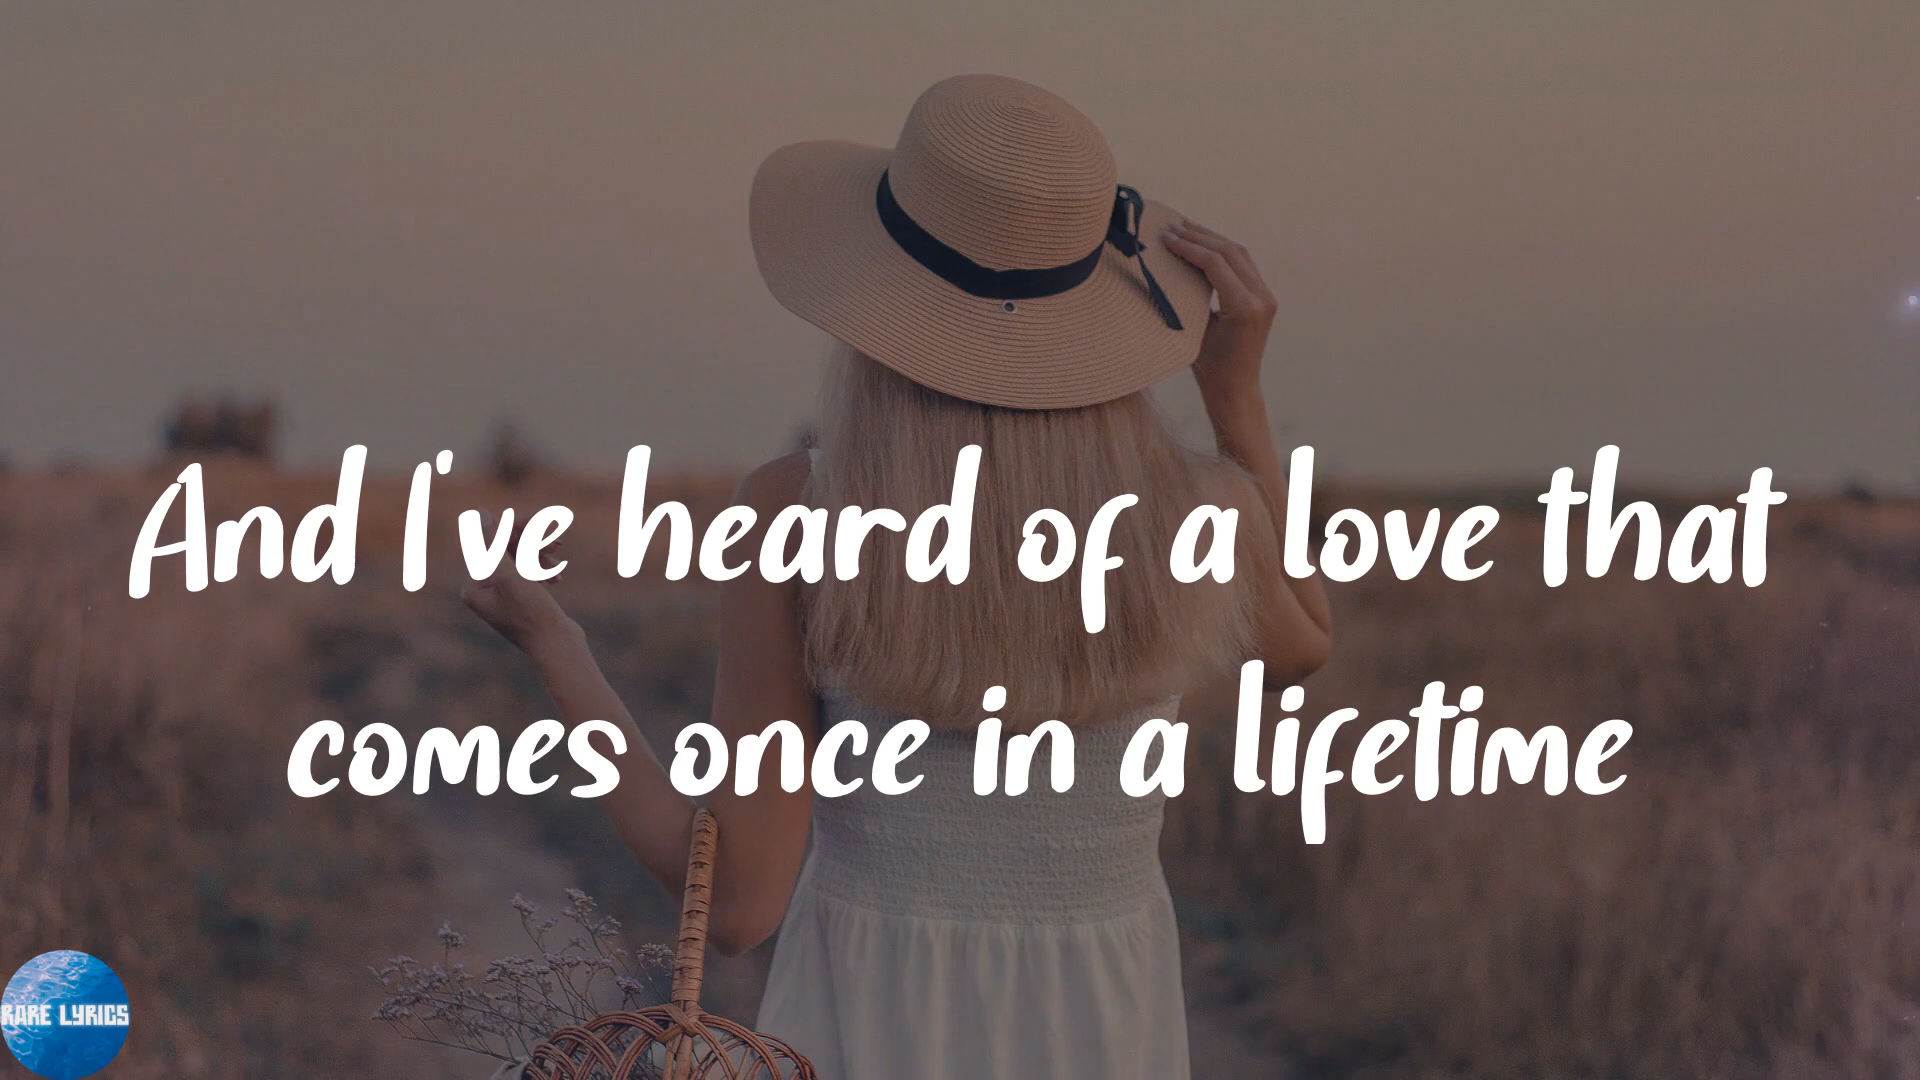 And I've heard of a love that
comes once in a lifetime
RARE LYRICS